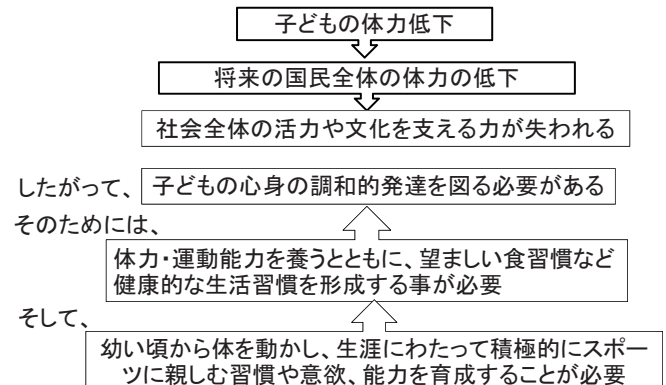 子どもの体力低下
将来の国民全体の体力の低下
社会全体の活力や文化を支える力が失われる
したがって、子どもの心身の調和的発達を図る必要がある
そのためには、
体力・運動能力を養うとともに、望ましい食習慣など
健康的な生活習慣を形成する事が必要
そして、
幼い頃から体を動かし、生涯にわたって積極的にスポー
ツに親しむ習慣や意欲、能力を育成することが必要